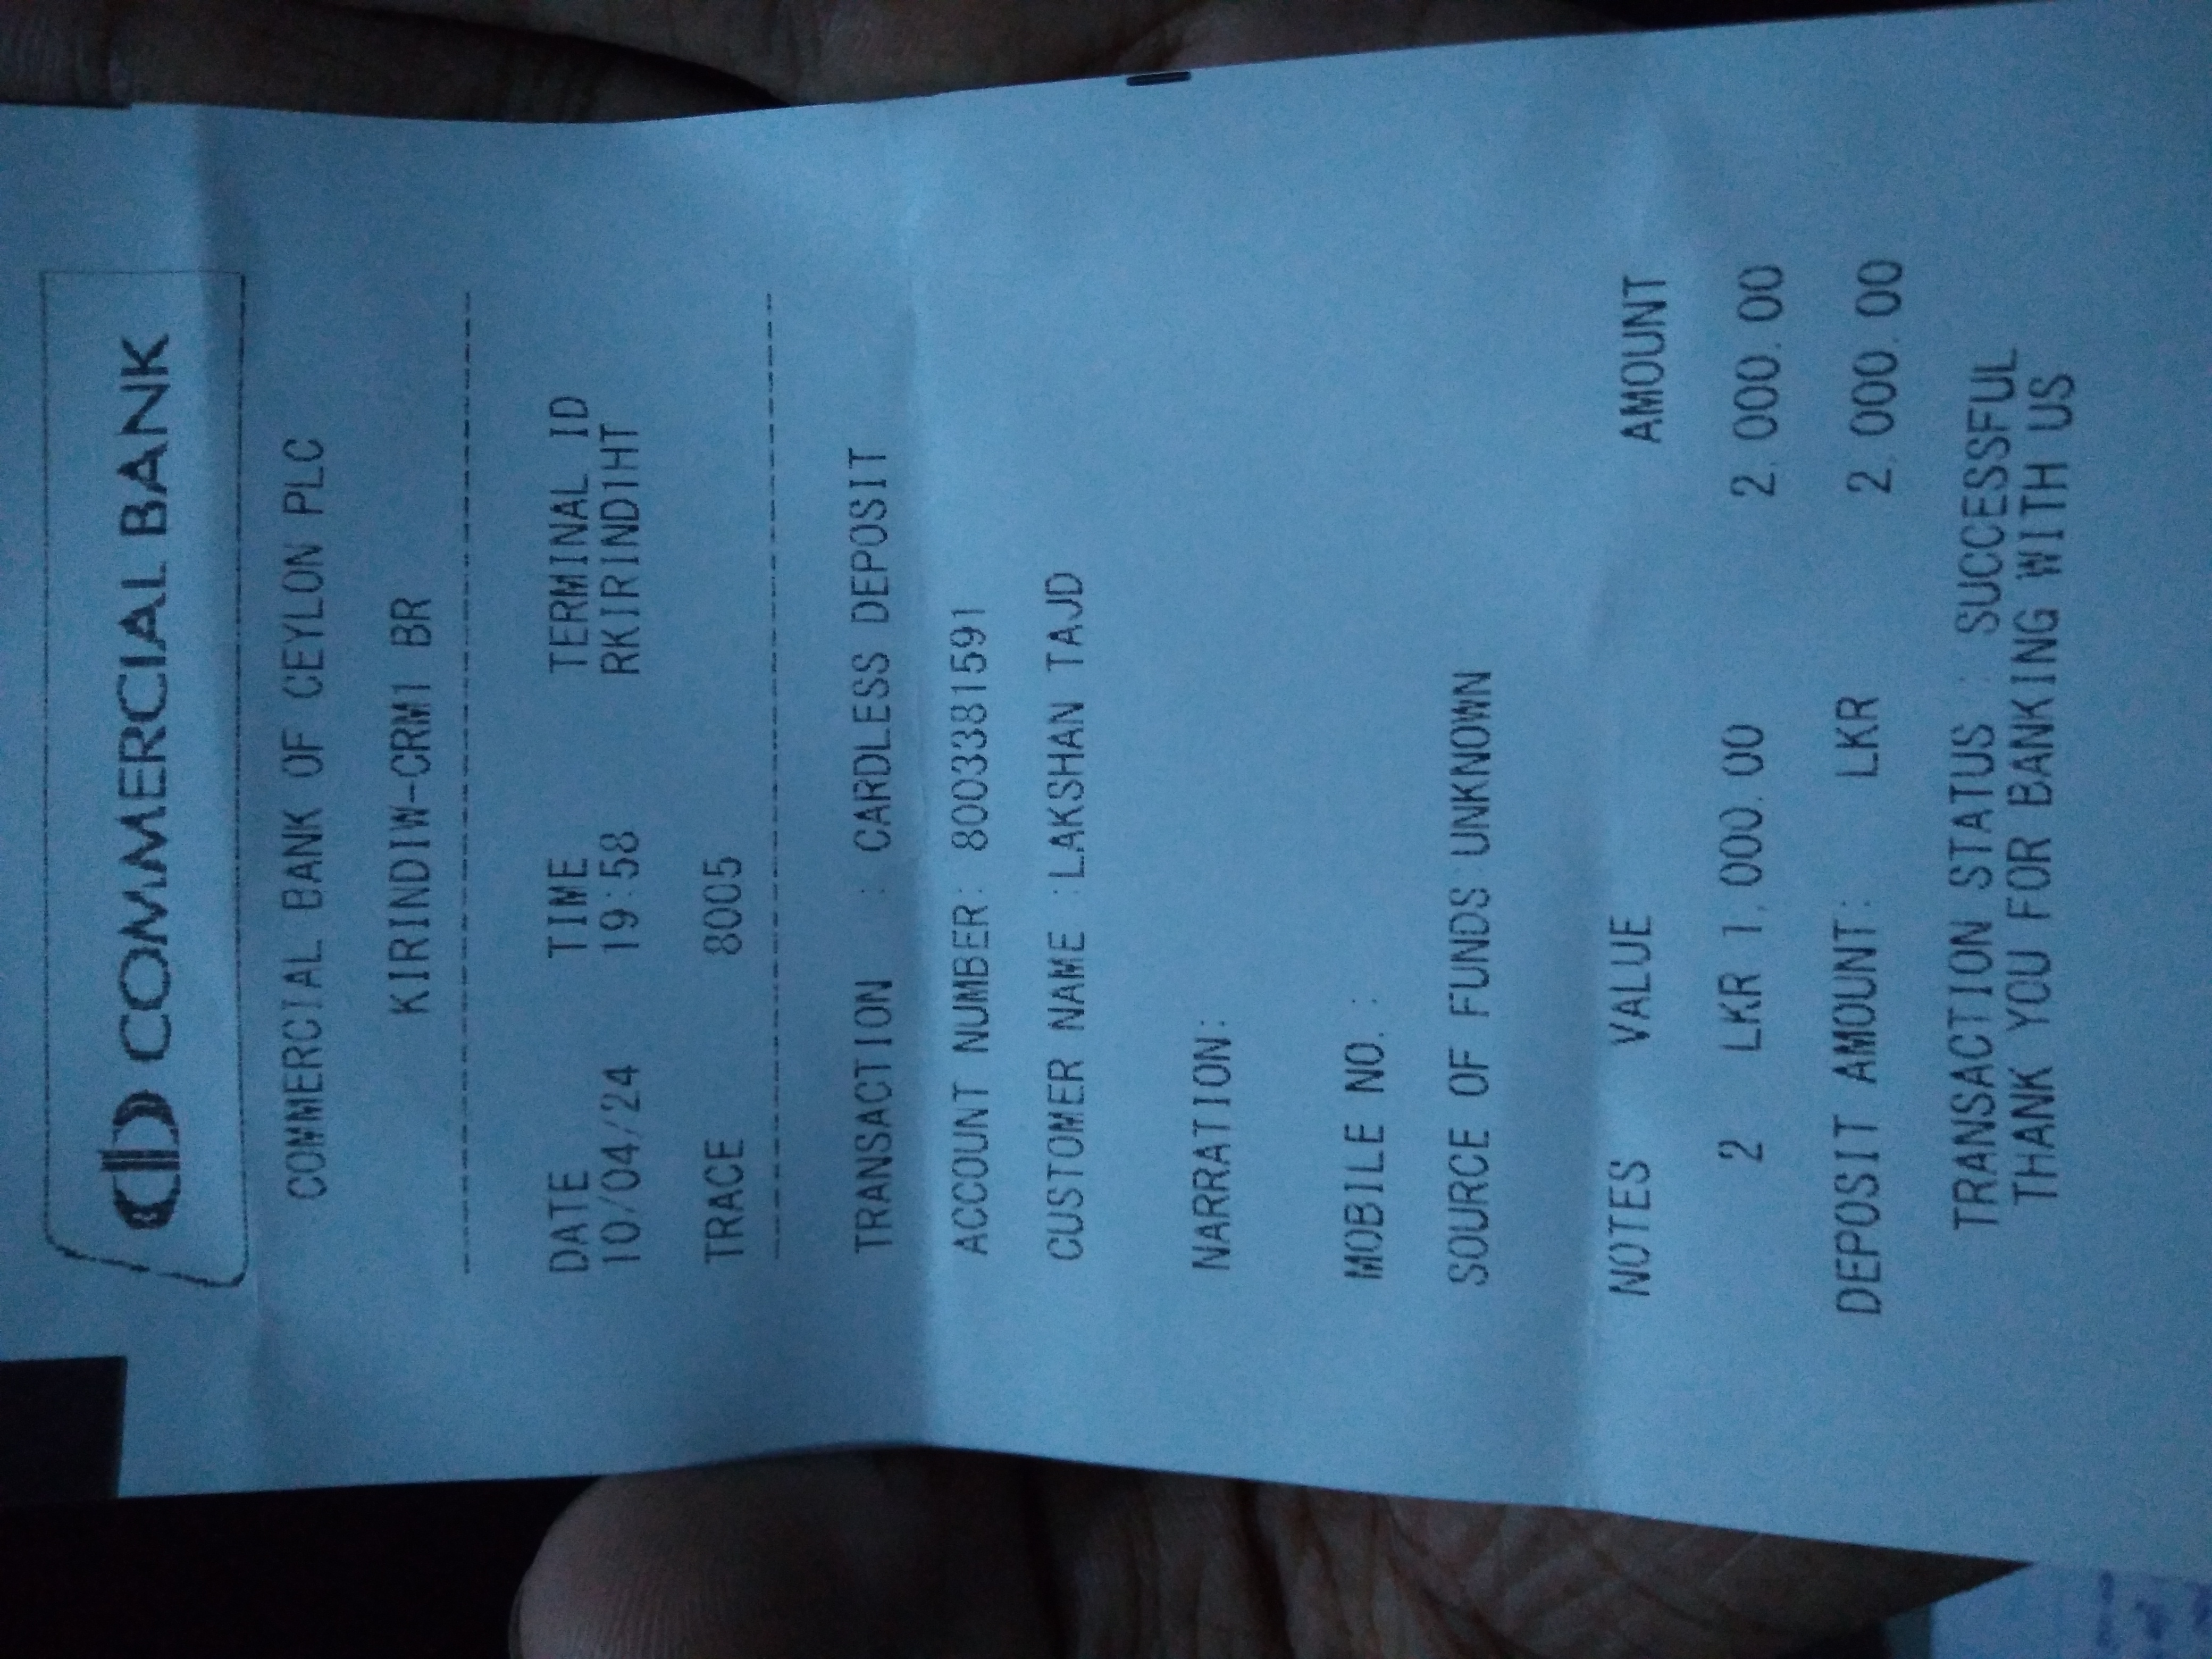 COMMERCIAL BANK
COMMERCIAL BANK OF CEYLON PLC
KIRINDIW-CRM1 BR
DATE TIME TERMINAL ID
10/04/24 19:58 RKIRIND1HT
TRACE 8005
TRANSACTION : CARDLESS DEPOSIT
ACCOUNT NUMBER: 8003381591
CUSTOMER NAME :LAKSHAN TAJD
NARRATION:
MOBILE NO. :
SOURCE OF FUNDS:UNKNOWN
NOTES VALUE AMOUNT
2 LKR 1,000.00 2,000.00
DEPOSIT AMOUNT: LKR 2,000.00
TRANSACTION STATUS : SUCCESSFUL
THANK YOU FOR BANKING WITH US